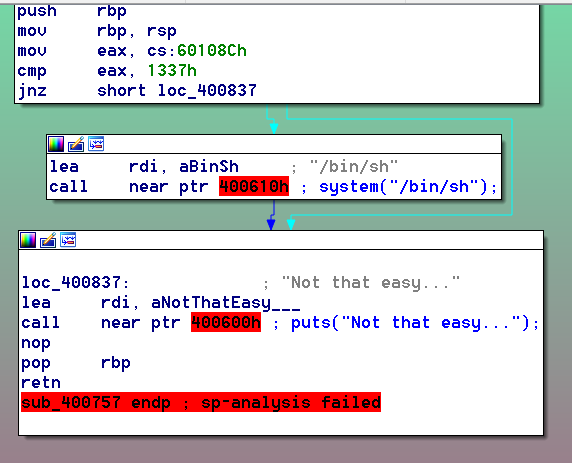 push    rbp
mov     rbp, rsp
mov     eax, cs:60108Ch
cmp     eax, 1337h
jnz     short loc_400837
lea     rdi, aBinSh     ; "/bin/sh"
call    near ptr 400610h ; system("/bin/sh");
loc_400837:             ; "Not that easy..."
lea     rdi, aNotThatEasy___
call    near ptr 400600h ; puts("Not that easy...");
nop
pop     rbp
retn
sub_400757 endp ; sp-analysis failed